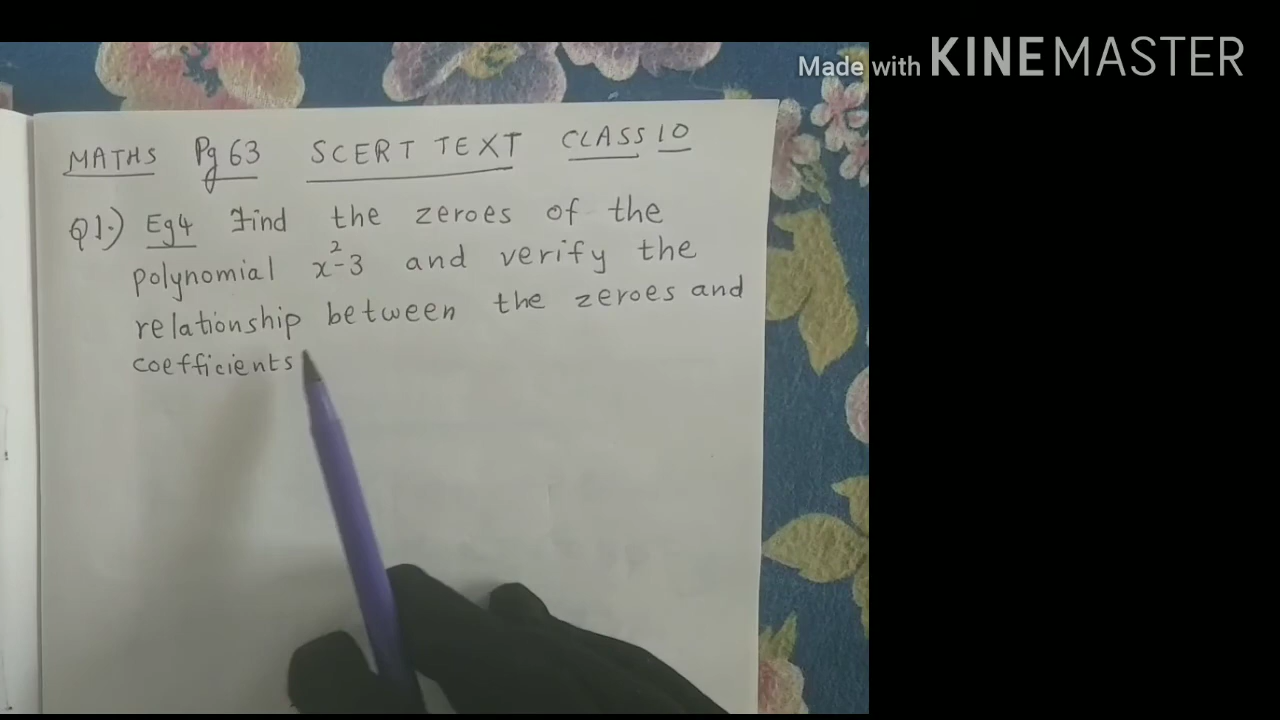 Made with KINEMASTER
MATHS Pg 63 SCERT TEXT CLASS 10
Q1.) Eg4 Find the zeroes of the
polynomial x²-3 and verify the
relationship between the zeroes and
coefficients